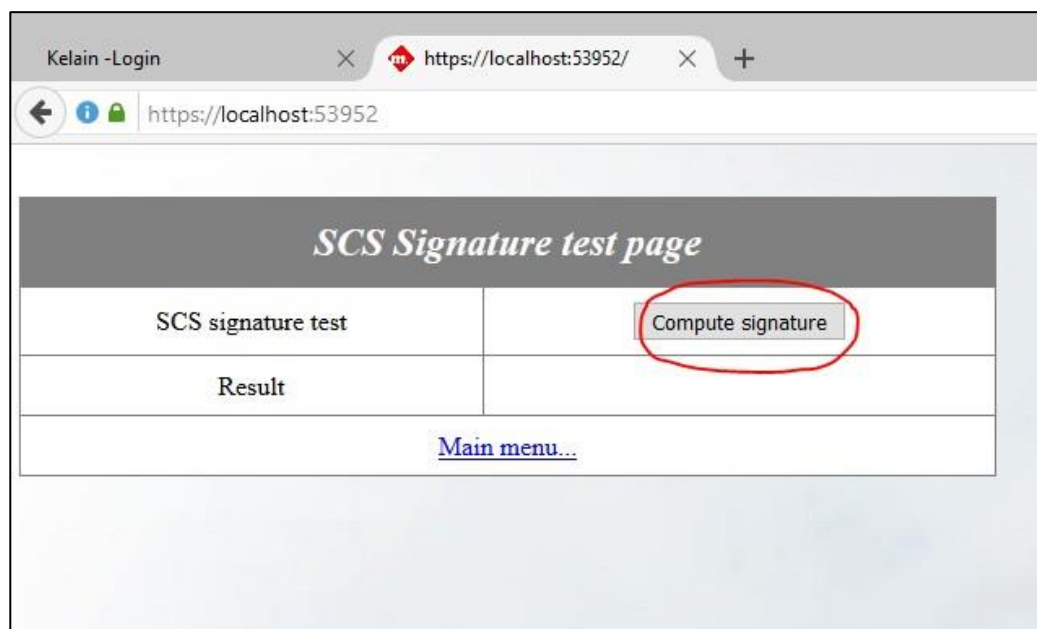 Kelain -Login
https://localhost:53952/
https://localhost:53952
SCS Signature test page
SCS signature test
Compute signature
Result
Main menu...